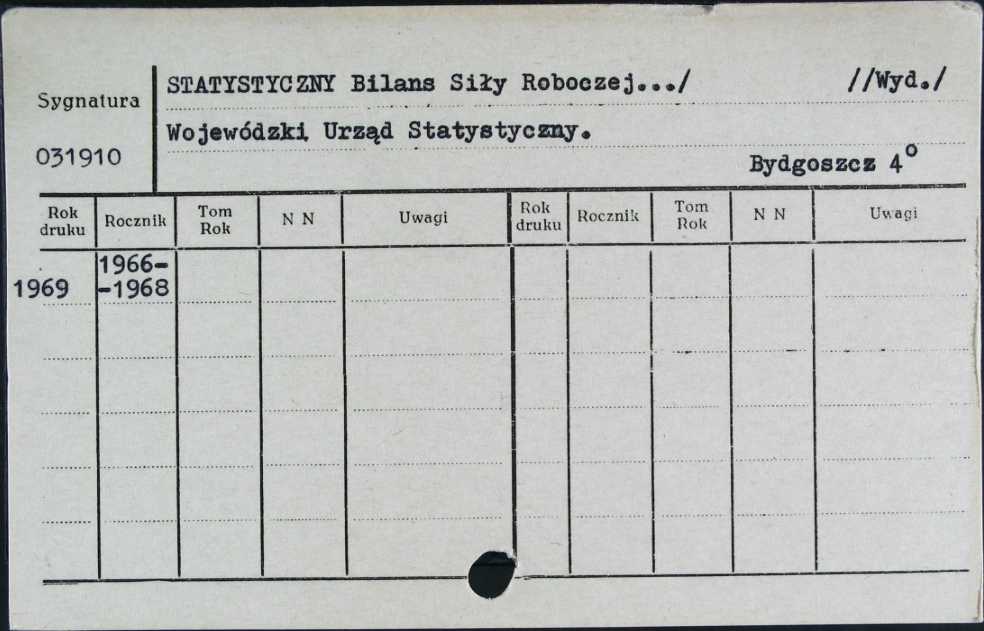 STATYSTYCZNY Bilans Siły Roboczej.../ //Wyd./
Sygnatura
Wojewódzki Urząd Statystyczny.
031910
Bydgoszcz 4°
Rok druku Rocznik Tom Rok N N Uwagi Rok druku Rocznik Tom Rok N N Uwagi
1966-
1969 -1968